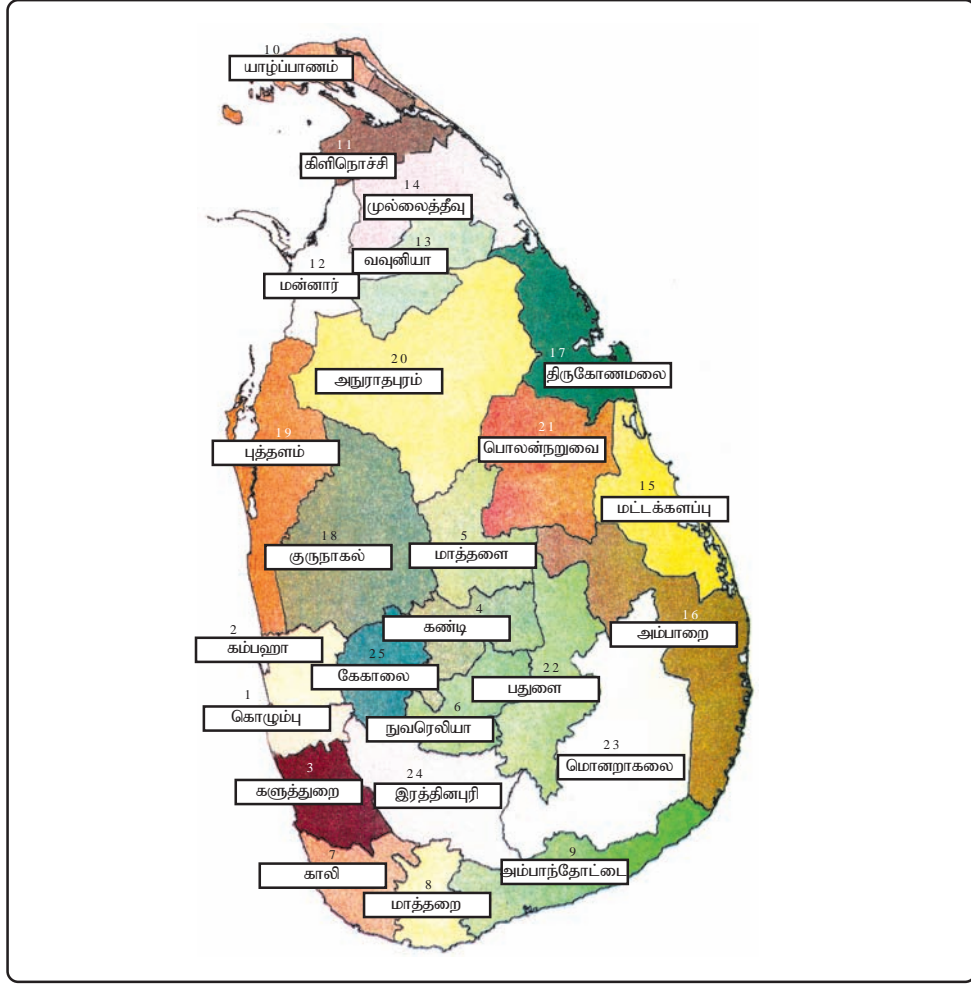 10
யாழ்ப்பாணம்
11
கிளிநொச்சி
14
முல்லைத்தீவு
13
வவுனியா
12
மன்னார்
20
அநுராதபுரம்
17
திருகோணமலை
19
புத்தளம்
21
பொலன்நறுவை
15
மட்டக்களப்பு
18
குருநாகல்
5
மாத்தளை
4
கண்டி
16
அம்பாறை
2
கம்பஹா
25
கேகாலை
22
பதுளை
1
கொழும்பு
6
நுவரெலியா
23
மொனறாகலை
3
களுத்துறை
24
இரத்தினபுரி
7
காலி
9
அம்பாந்தோட்டை
8
மாத்தறை